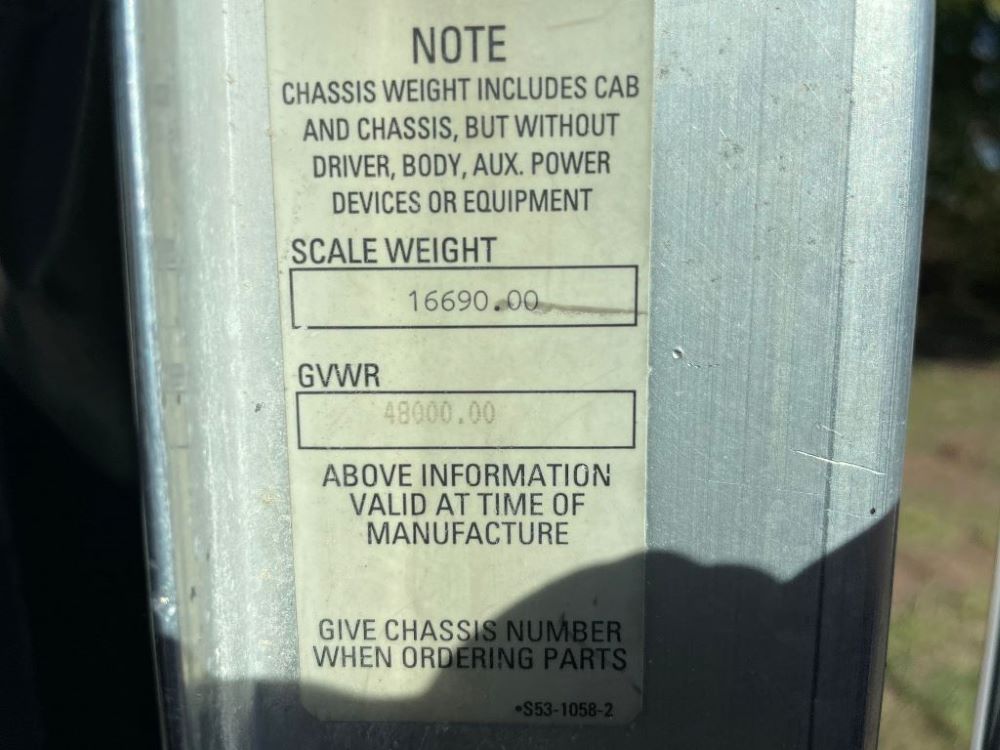 NOTE
CHASSIS WEIGHT INCLUDES CAB
AND CHASSIS, BUT WITHOUT
DRIVER, BODY, AUX. POWER
DEVICES OR EQUIPMENT
SCALE WEIGHT
16690.00
GVWR
48000.00
ABOVE INFORMATION
VALID AT TIME OF
MANUFACTURE
GIVE CHASSIS NUMBER
WHEN ORDERING PARTS
•S53-1058-2